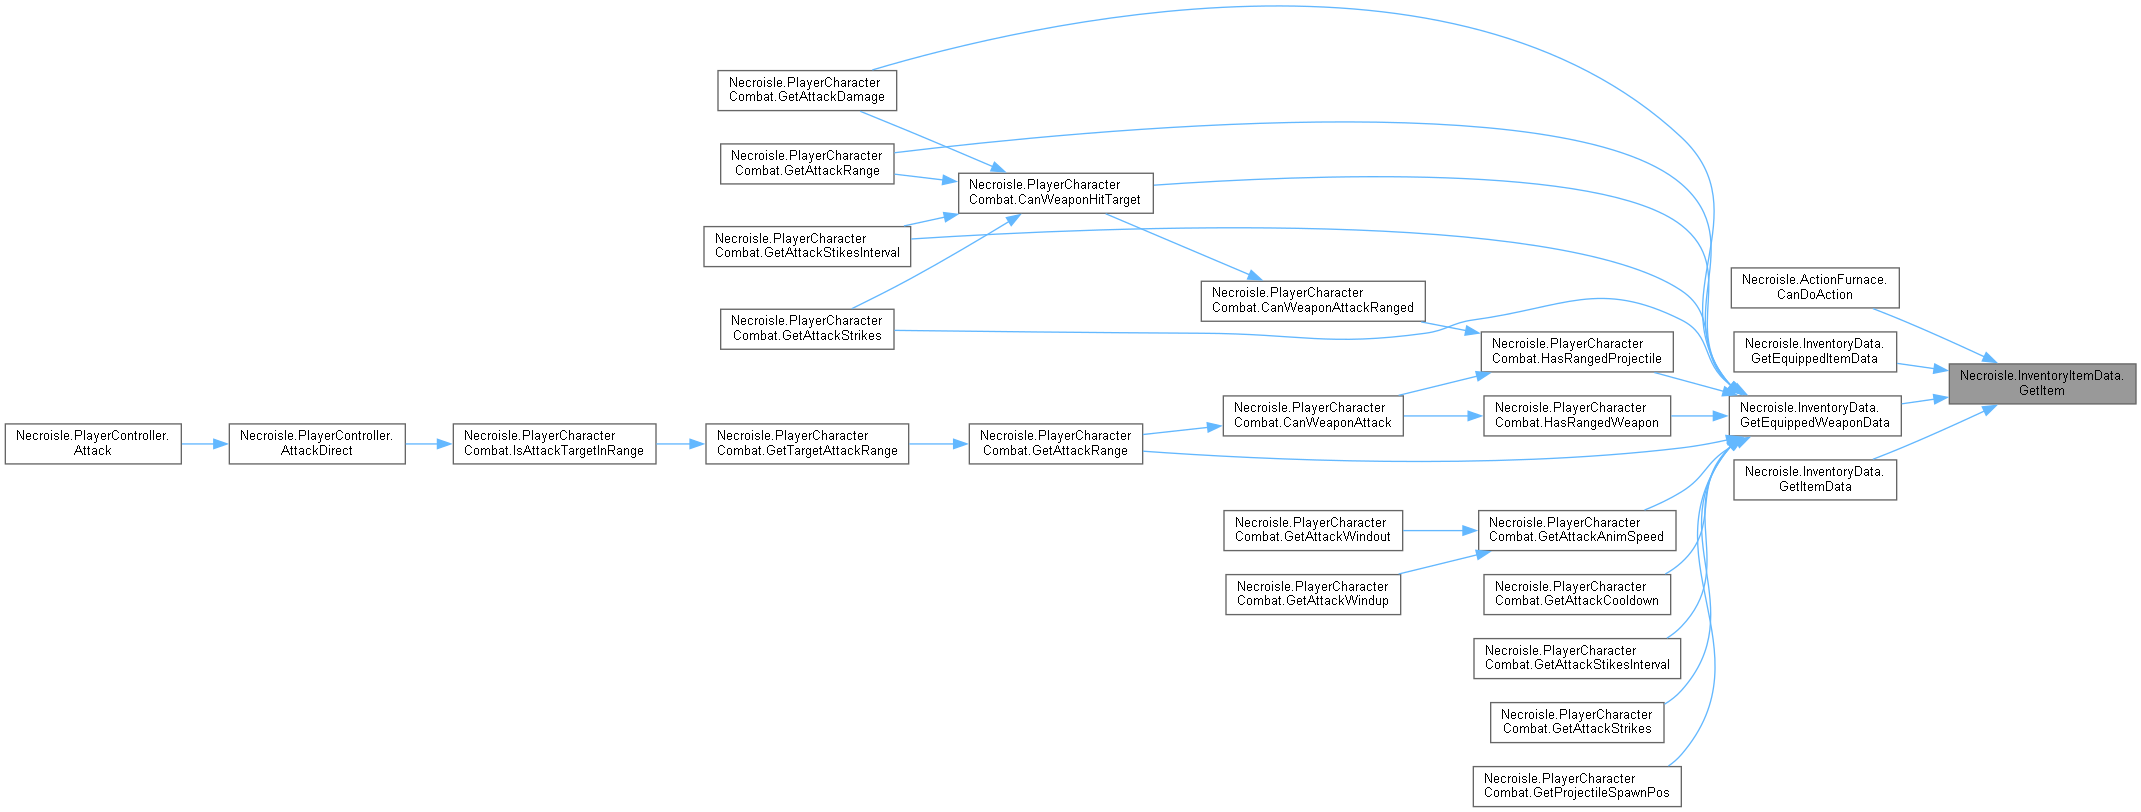 Necroisle.PlayerCharacter
Combat.GetAttackDamage
Necroisle.PlayerCharacter
Combat.GetAttackRange
Necroisle.PlayerCharacter
Combat.CanWeaponHitTarget
Necroisle.PlayerCharacter
Combat.GetAttackStikesInterval
Necroisle.PlayerCharacter
Combat.GetAttackStrikes
Necroisle.PlayerCharacter
Combat.CanWeaponAttackRanged
Necroisle.PlayerCharacter
Combat.HasRangedProjectile
Necroisle.ActionFurnace.
CanDoAction
Necroisle.InventoryData.
GetEquippedItemData
Necroisle.InventoryItemData.
GetItem
Necroisle.PlayerController.
Attack
Necroisle.PlayerController.
AttackDirect
Necroisle.PlayerCharacter
Combat.IsAttackTargetInRange
Necroisle.PlayerCharacter
Combat.GetTargetAttackRange
Necroisle.PlayerCharacter
Combat.GetAttackRange
Necroisle.PlayerCharacter
Combat.CanWeaponAttack
Necroisle.PlayerCharacter
Combat.HasRangedWeapon
Necroisle.InventoryData.
GetEquippedWeaponData
Necroisle.InventoryData.
GetItemData
Necroisle.PlayerCharacter
Combat.GetAttackWindout
Necroisle.PlayerCharacter
Combat.GetAttackAnimSpeed
Necroisle.PlayerCharacter
Combat.GetAttackWindup
Necroisle.PlayerCharacter
Combat.GetAttackCooldown
Necroisle.PlayerCharacter
Combat.GetAttackStikesInterval
Necroisle.PlayerCharacter
Combat.GetAttackStrikes
Necroisle.PlayerCharacter
Combat.GetProjectileSpawnPos